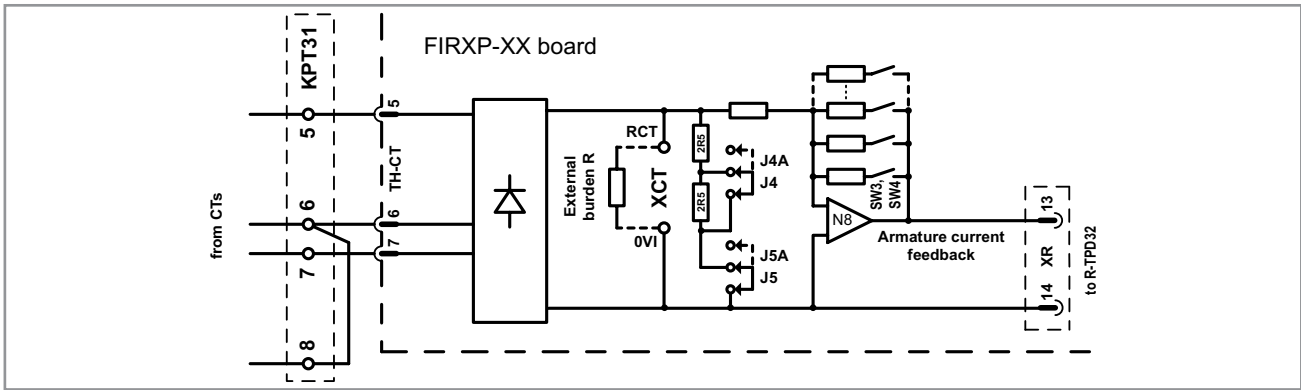 FIRXP-XX board
KPT31
5
6
7
8
from CTs
TH-CT
5
6
7
External
burden R
RCT
XCT
0VI
2R5
2R5
J4A
J4
J5A
J5
SW3,
SW4
N8
Armature current
feedback
13
XR
14
to R-TPD32